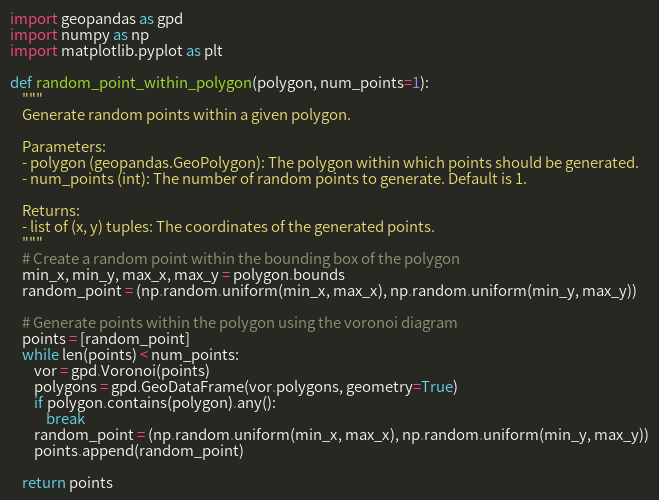 import geopandas as gpd
import numpy as np
import matplotlib.pyplot as plt
def random_point_within_polygon(polygon, num_points=1):
"""
Generate random points within a given polygon.
Parameters:
- polygon (geopandas.GeoPolygon): The polygon within which points should be generated.
- num_points (int): The number of random points to generate. Default is 1.
Returns:
- list of (x, y) tuples: The coordinates of the generated points.
"""
# Create a random point within the bounding box of the polygon
min_x, min_y, max_x, max_y = polygon.bounds
random_point = (np.random.uniform(min_x, max_x), np.random.uniform(min_y, max_y))
# Generate points within the polygon using the voronoi diagram
points = [random_point]
while len(points) < num_points:
vor = gpd.Voronoi(points)
polygons = gpd.GeoDataFrame(vor.polygons, geometry=True)
if polygon.contains(polygon).any():
break
random_point = (np.random.uniform(min_x, max_x), np.random.uniform(min_y, max_y))
points.append(random_point)
return points